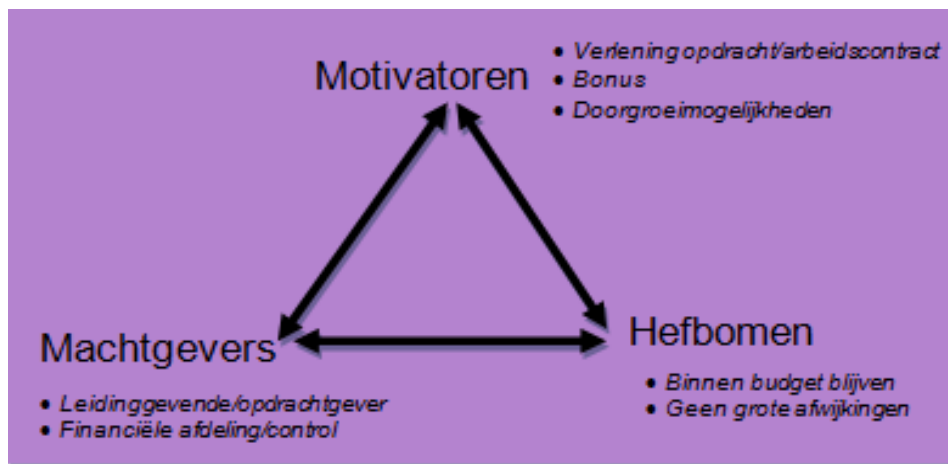 Motivatoren
• Verlening opdracht/arbeidscontract
• Bonus
• Doorgroeimogelijkheden
Machtgevers
• Leidinggevende/opdrachtgever
• Financiële afdeling/control
Hefbomen
• Binnen budget blijven
• Geen grote afwijkingen